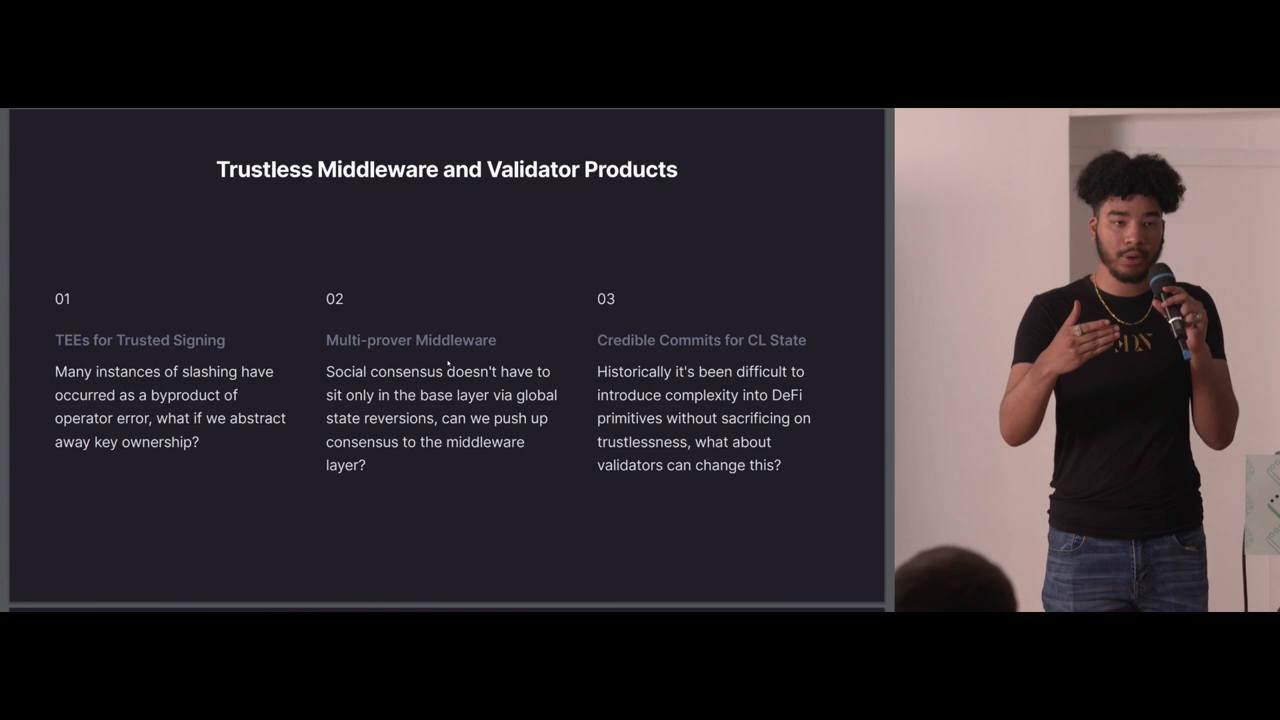 Trustless Middleware and Validator Products
01
TEEs for Trusted Signing
Many instances of slashing have
occurred as a byproduct of
operator error, what if we abstract
away key ownership?
02
Multi-prover Middleware
Social consensus doesn't have to
sit only in the base layer via global
state reversions, can we push up
consensus to the middleware
layer?
03
Credible Commits for CL State
Historically it's been difficult to
introduce complexity into DeFi
primitives without sacrificing on
trustlessness, what about
validators can change this?